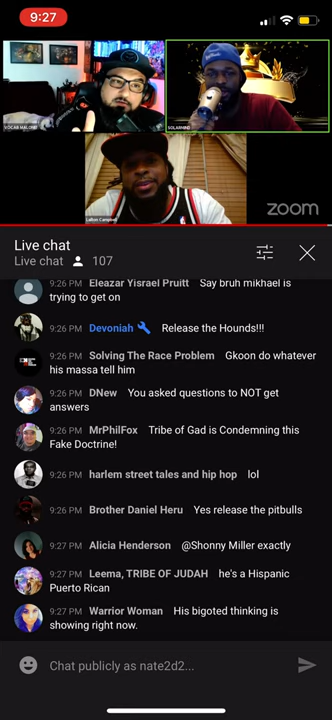 9:27
SOLARMIND
LaRon Campbell
zoom
Live chat
Live chat 107
9:26 PM Eleazar Yisrael Pruitt Say bruh mikhael is
trying to get on
9:26 PM Devoniah Release the Hounds!!!
9:26 PM Solving The Race Problem Gkoon do whatever
his massa tell him
9:26 PM DNew You asked questions to NOT get
answers
9:26 PM MrPhilFox Tribe of Gad is Condemning this
Fake Doctrine!
9:26 PM harlem street tales and hip hop lol
9:26 PM Brother Daniel Heru Yes release the pitbulls
9:27 PM Alicia Henderson @Shonny Miller exactly
9:27 PM Leema, TRIBE OF JUDAH he's a Hispanic
Puerto Rican
9:27 PM Warrior Woman His bigoted thinking is
showing right now.
Chat publicly as nate2d2...